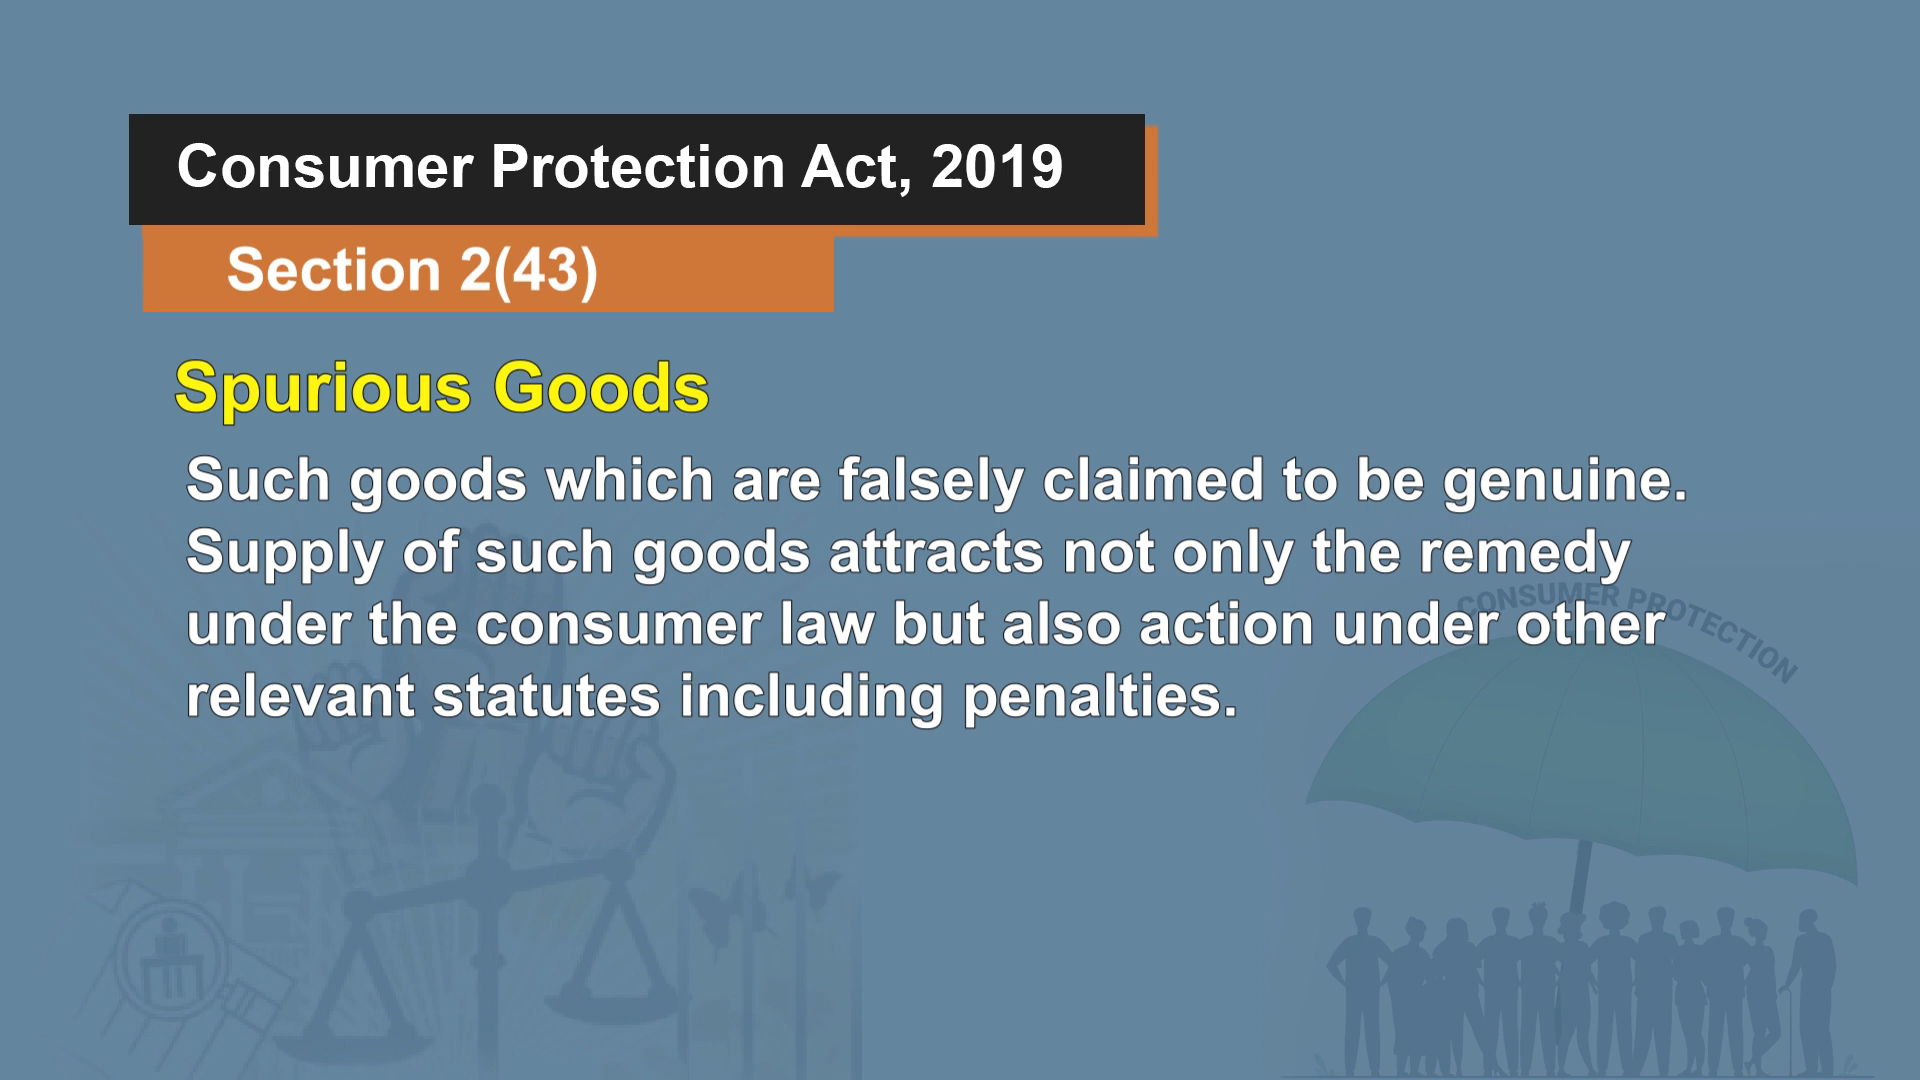 Consumer Protection Act, 2019
Section 2(43)
Spurious Goods
Such goods which are falsely claimed to be genuine.
Supply of such goods attracts not only the remedy
under the consumer law but also action under other
relevant statutes including penalties.
CONSUMER PROTECTION